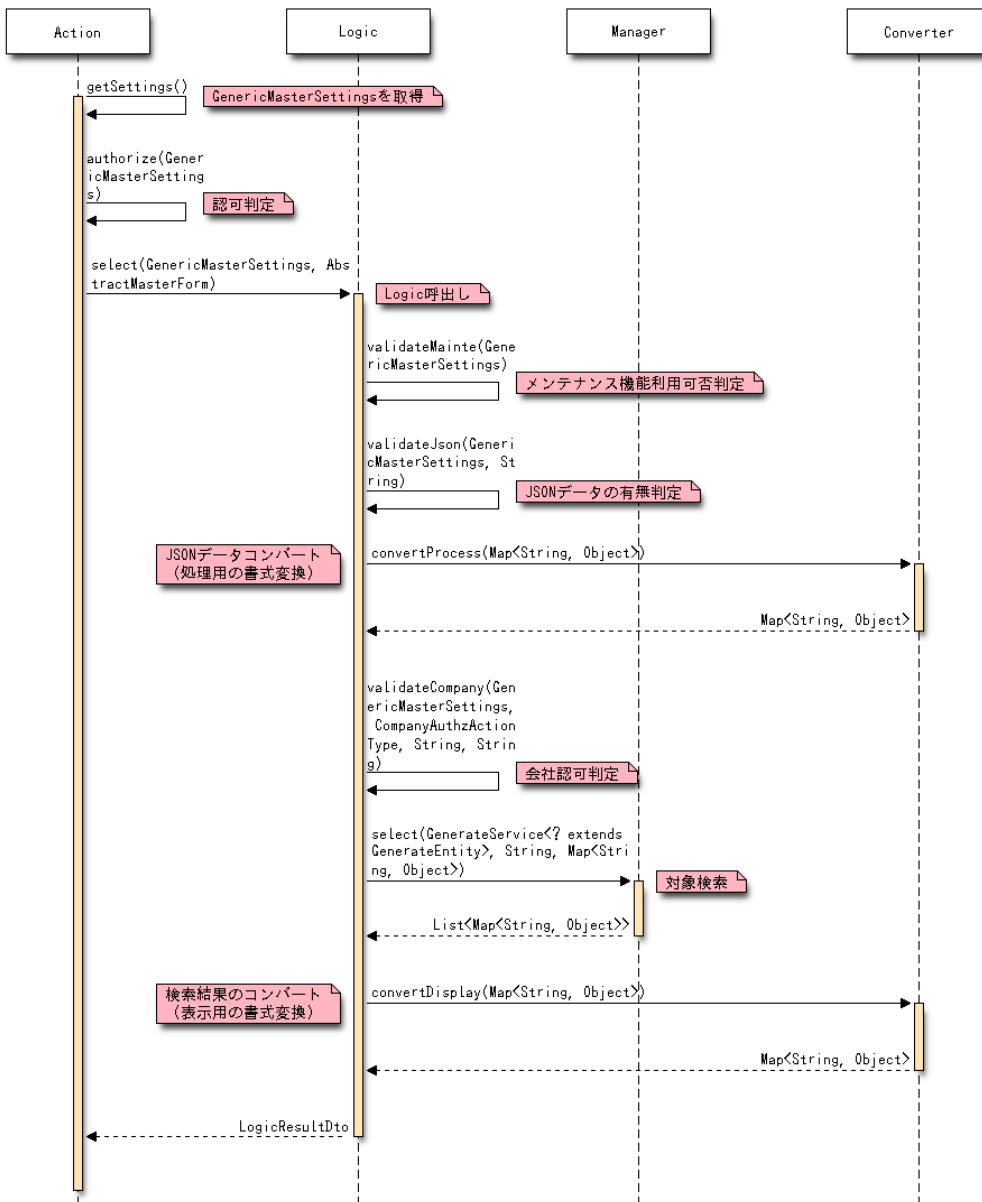 Action
Logic
Manager
Converter
getSettings()
GenericMasterSettingsを取得
authorize(Gener
icMasterSetting
s)
認可判定
select(GenericMasterSettings, Abs
tractMasterForm)
Logic呼出し
validateMainte(Gene
ricMasterSettings)
メンテナンス機能利用可否判定
validateJson(Generi
cMasterSettings, St
ring)
JSONデータの有無判定
JSONデータコンバート
(処理用の書式変換)
convertProcess(Map<String, Object>)
Map<String, Object>
validateCompany(Gen
ericMasterSettings,
CompanyAuthzAction
Type, String, Strin
g)
会社認可判定
select(GenerateService<? extends
GenerateEntity>, String, Map<Stri
ng, Object>)
対象検索
List<Map<String, Object>>
検索結果のコンバート
(表示用の書式変換)
convertDisplay(Map<String, Object>)
Map<String, Object>
LogicResultDto